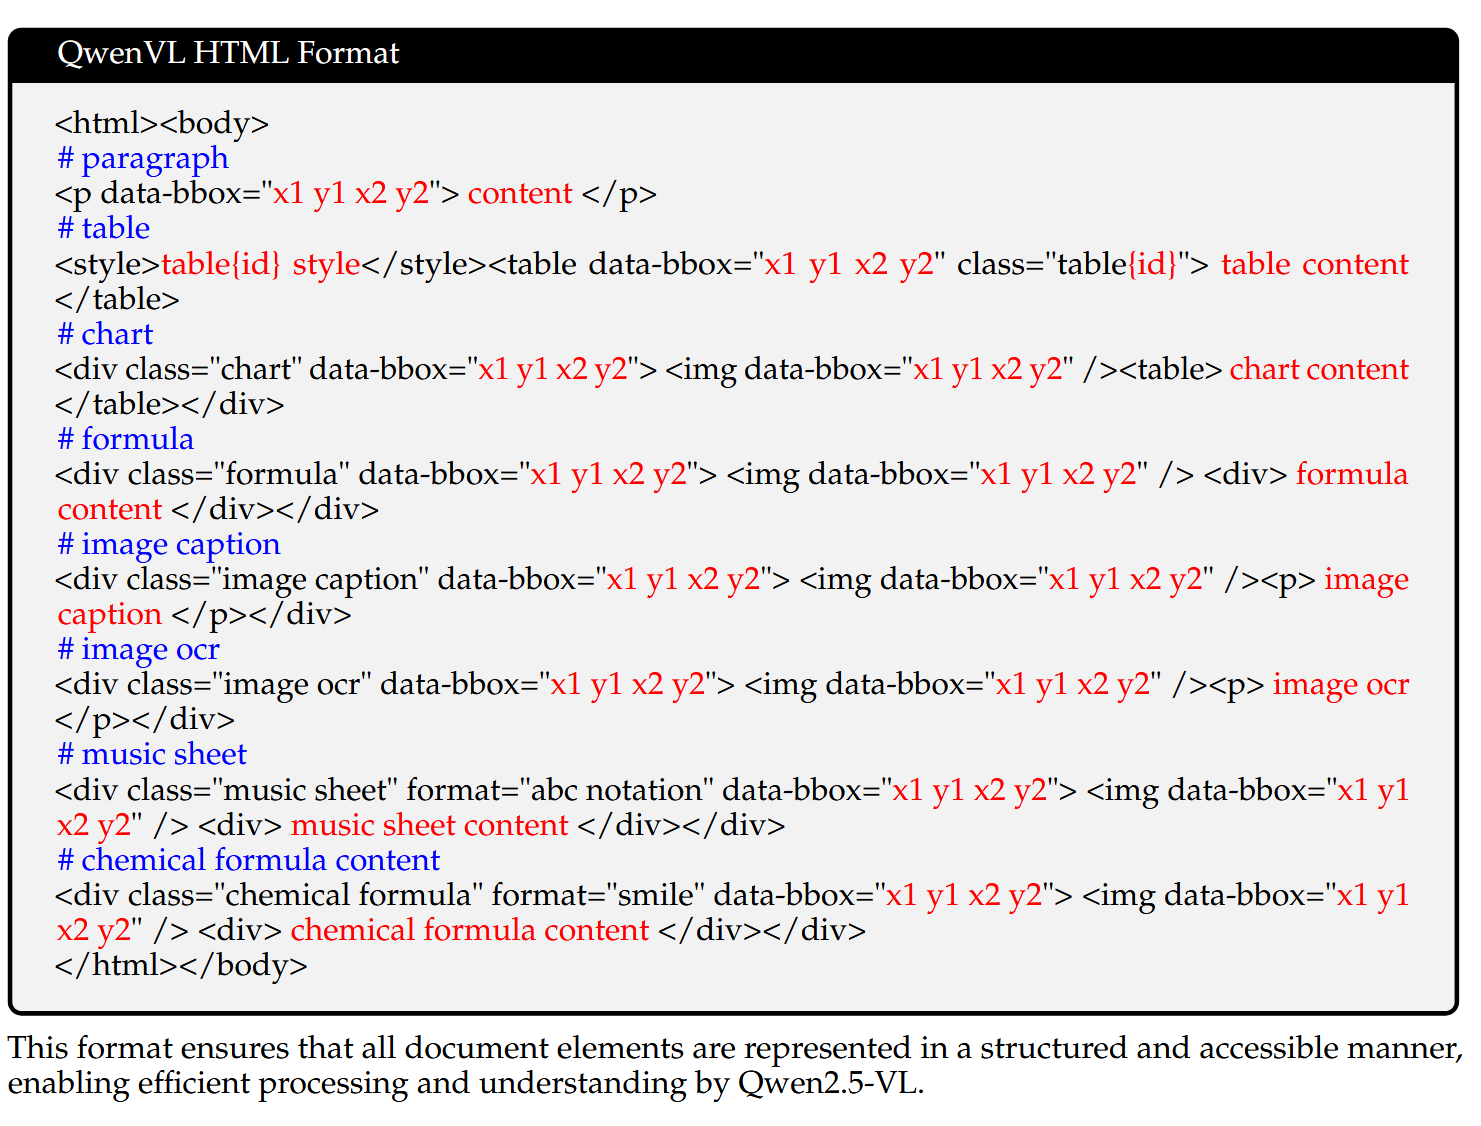 QwenVL HTML Format
<html><body>
# paragraph
<p data-bbox="x1 y1 x2 y2"> content </p>
# table
<style>table{id} style</style><table data-bbox="x1 y1 x2 y2" class="table{id}"> table content
</table>
# chart
<div class="chart" data-bbox="x1 y1 x2 y2"> <img data-bbox="x1 y1 x2 y2" /><table> chart content
</table></div>
# formula
<div class="formula" data-bbox="x1 y1 x2 y2"> <img data-bbox="x1 y1 x2 y2" /> <div> formula
content </div></div>
# image caption
<div class="image caption" data-bbox="x1 y1 x2 y2"> <img data-bbox="x1 y1 x2 y2" /><p> image
caption </p></div>
# image ocr
<div class="image ocr" data-bbox="x1 y1 x2 y2"> <img data-bbox="x1 y1 x2 y2" /><p> image ocr
</p></div>
# music sheet
<div class="music sheet" format="abc notation" data-bbox="x1 y1 x2 y2"> <img data-bbox="x1 y1
x2 y2" /> <div> music sheet content </div></div>
# chemical formula content
<div class="chemical formula" format="smile" data-bbox="x1 y1 x2 y2"> <img data-bbox="x1 y1
x2 y2" /> <div> chemical formula content </div></div>
</html></body>
This format ensures that all document elements are represented in a structured and accessible manner,
enabling efficient processing and understanding by Qwen2.5-VL.